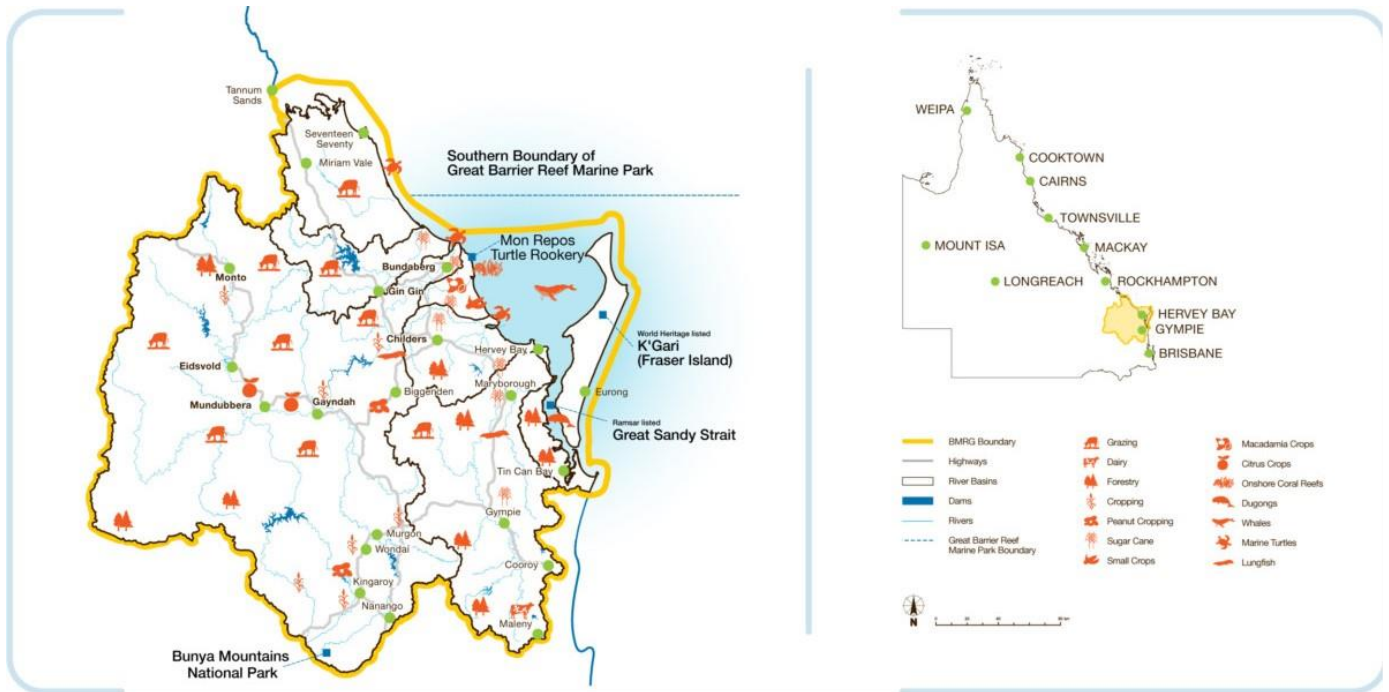 Tannum
Sands
Seventeen
Seventy
Miriam Vale
Southern Boundary of
Great Barrier Reef Marine Park
Mon Repos
Turtle Rookery
Bundaberg
Monto
Gin Gin
World Heritage listed
K'Gari
(Fraser Island)
Childers
Hervey Bay
Eidsvold
Maryborough
Biggenden
Eurong
Mundubbera
Gayndah
Ramsar listed
Great Sandy Strait
Tin Can Bay
Gympie
Murgon
Wondai
Cooroy
Kingaroy
Nanango
Maleny
Bunya Mountains
National Park
WEIPA
COOKTOWN
CAIRNS
TOWNSVILLE
MOUNT ISA
MACKAY
LONGREACH
ROCKHAMPTON
HERVEY BAY
GYMPIE
BRISBANE
BMRG Boundary
Highways
River Basins
Dams
Rivers
Great Barrier Reef
Marine Park Boundary
Grazing
Dairy
Forestry
Cropping
Peanut Cropping
Sugar Cane
Small Crops
Macadamia Crops
Citrus Crops
Onshore Coral Reefs
Dugongs
Whales
Marine Turtles
Lungfish
N